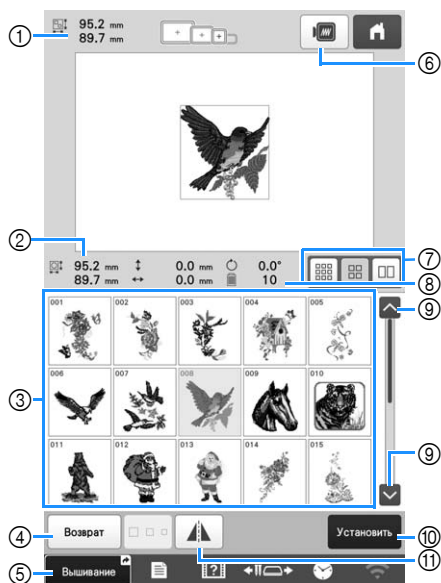 ① 95.2 mm
89.7 mm
⑥
②
95.2 mm 0.0 mm 0.0° ⑦
89.7 mm 0.0 mm 10 ⑧
001 002 003 004 005 ⑨
③ 006 007 008 009 010
011 012 013 014 015 ⑨
④ Возврат Установить ⑩
⑪
⑤ Вышивание